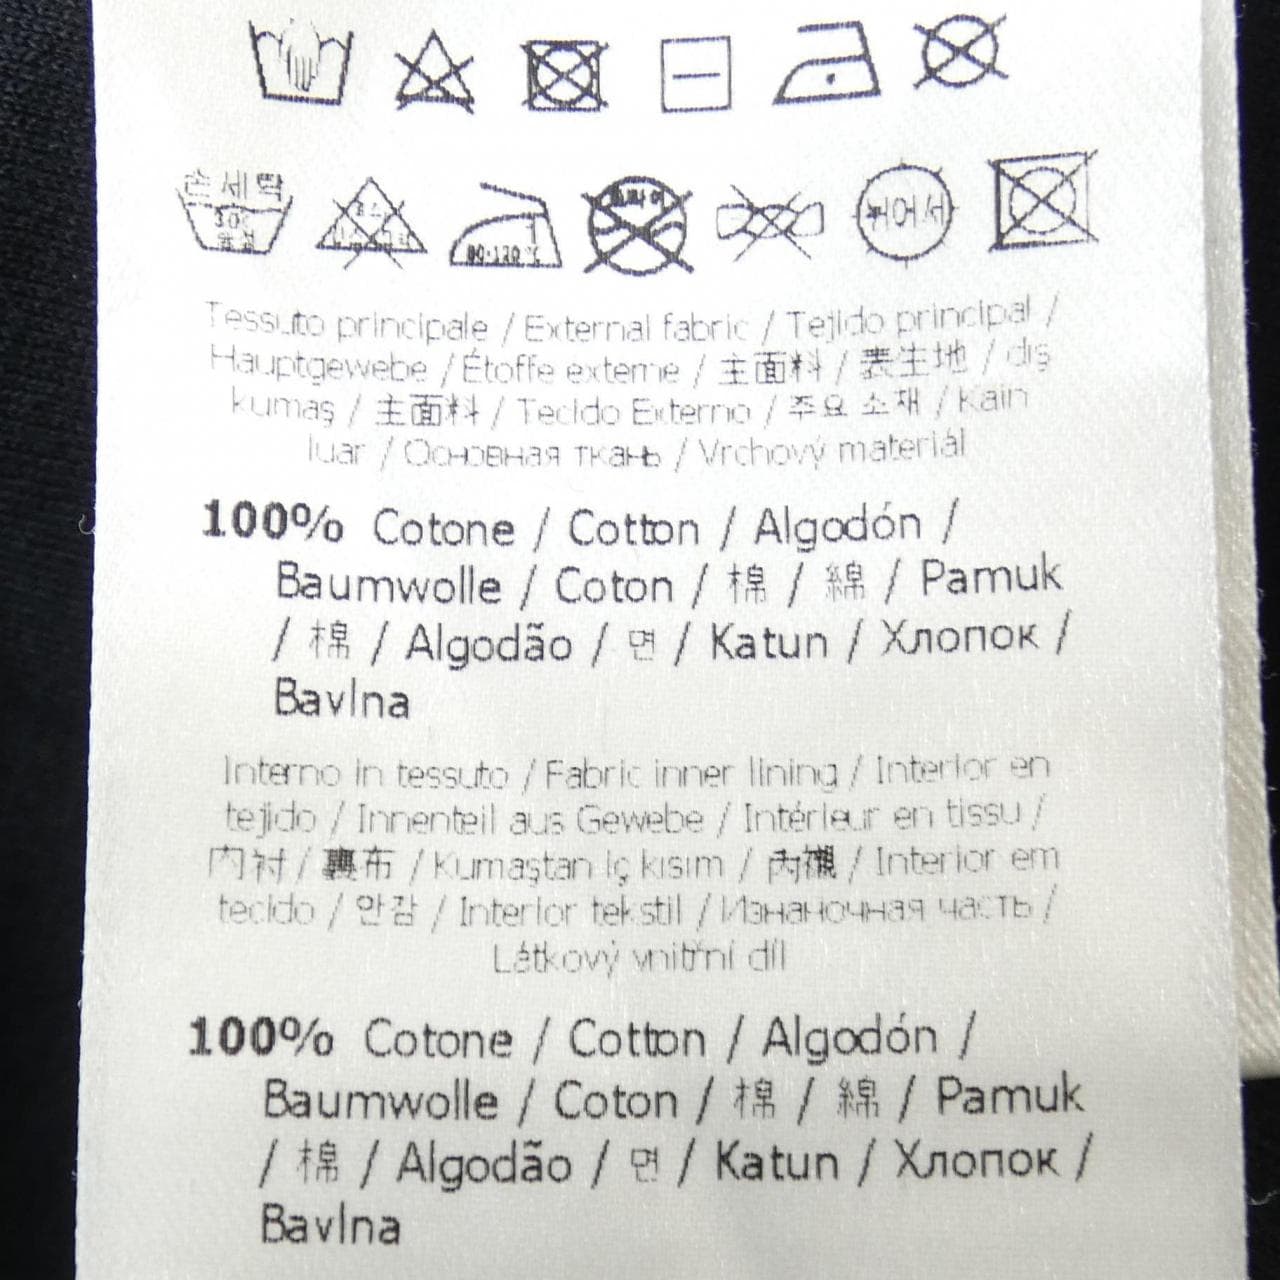 손세탁
30℃
중성
80-120℃
뉘어서
Tessuto principale / External fabric / Tejido principal /
Hauptgewebe / Étoffe externe / 主面料 / 表生地 / dış
kumaş / 主面料 / Tecido Externo / 주요 소재 / Kain
luar / Основная ткань / Vrchový materiál
100% Cotone / Cotton / Algodón /
Baumwolle / Coton / 棉 / 綿 / Pamuk
/ 棉 / Algodão / 면 / Katun / Хлопок /
Bavlna
Interno in tessuto / Fabric inner lining / Interior en
tejido / Innenteil aus Gewebe / Intérieur en tissu /
内衬 / 裏布 / Kumaştan iç kısım / 內襯 / Interior em
tecido / 안감 / Interior tekstil / Изнаночная часть /
Látkový vnitřní díl
100% Cotone / Cotton / Algodón /
Baumwolle / Coton / 棉 / 綿 / Pamuk
/ 棉 / Algodão / 면 / Katun / Хлопок /
Bavlna